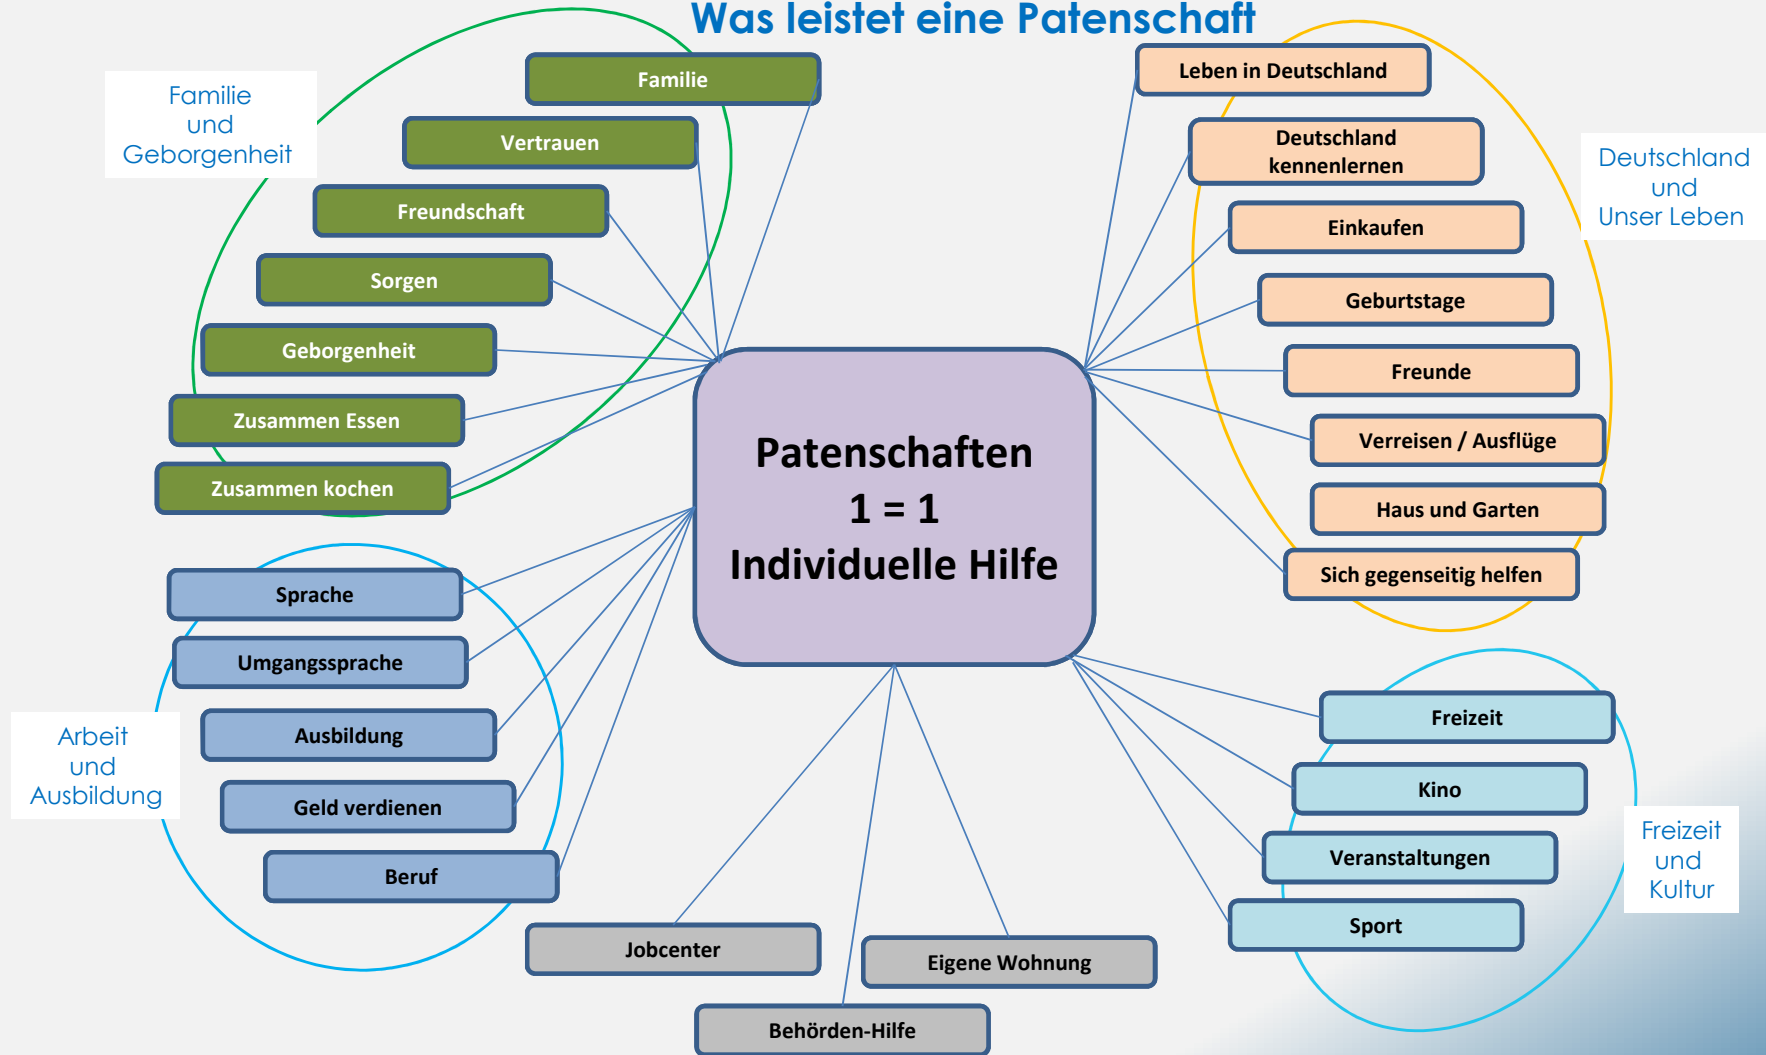 Was leistet eine Patenschaft
Familie
und
Geborgenheit
Familie
Vertrauen
Freundschaft
Sorgen
Geborgenheit
Zusammen Essen
Zusammen kochen
Leben in Deutschland
Deutschland
kennenlernen
Einkaufen
Geburtstage
Freunde
Verreisen / Ausflüge
Haus und Garten
Sich gegenseitig helfen
Deutschland
und
Unser Leben
Patenschaften
1 = 1
Individuelle Hilfe
Arbeit
und
Ausbildung
Sprache
Umgangssprache
Ausbildung
Geld verdienen
Beruf
Jobcenter
Behörden-Hilfe
Eigene Wohnung
Freizeit
Kino
Veranstaltungen
Sport
Freizeit
und
Kultur